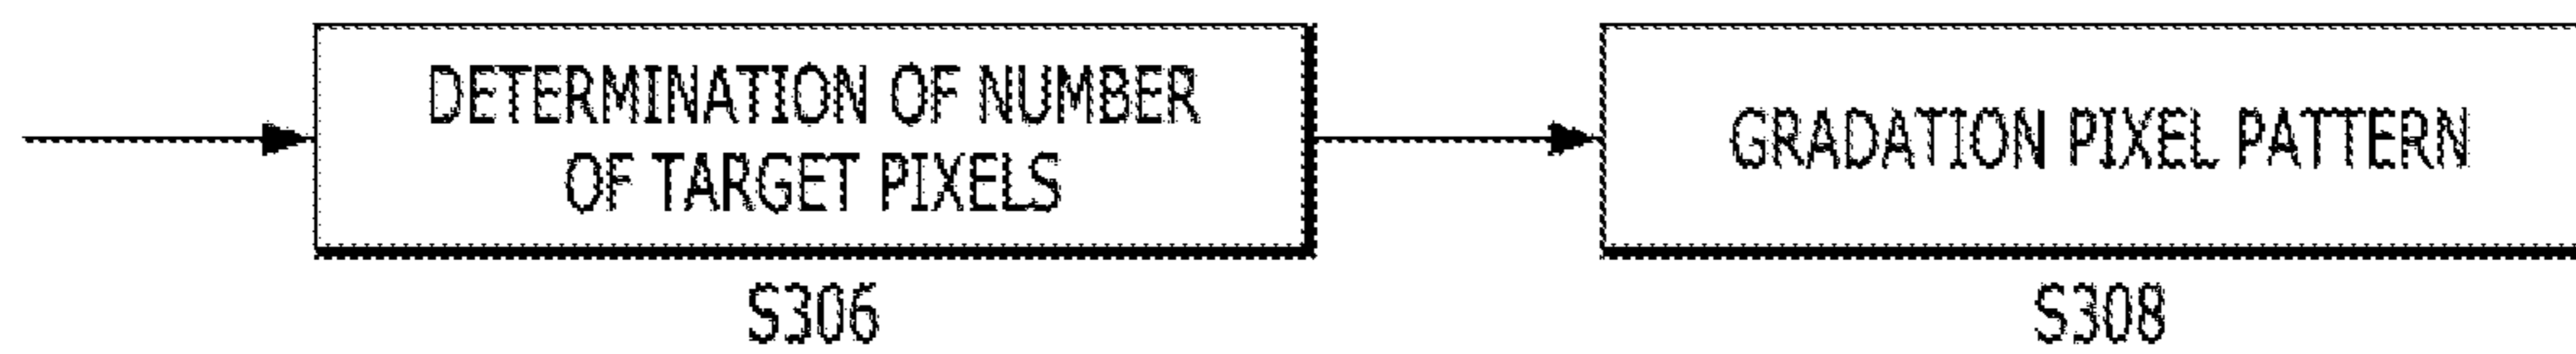 DETERMINATION OF NUMBER
OF TARGET PIXELS
S306
GRADATION PIXEL PATTERN
S308